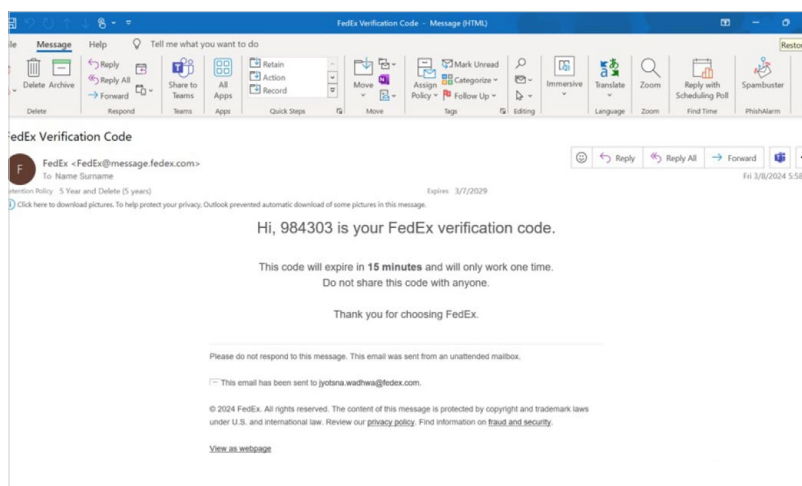 FedEx Verification Code - Message (HTML)
ile Message Help Tell me what you want to do
Restor
Delete Archive
Reply
Reply All
Forward
Share to Teams
All Apps
Retain
Action
Record
Move
Assign Policy
Mark Unread
Categorize
Follow Up
Immersive
Translate
Zoom
Reply with Scheduling Poll
Spambuster
Delete Respond Teams Apps Quick Steps Move Tags Editing Language Zoom Find Time PhishAlarm
FedEx Verification Code
F
FedEx <FedEx@message.fedex.com>
To Name Surname
Reply Reply All Forward
Fri 3/8/2024 5:58
etention Policy 5 Year and Delete (5 years) Expires 3/7/2029
Click here to download pictures. To help protect your privacy, Outlook prevented automatic download of some pictures in this message.
Hi, 984303 is your FedEx verification code.
This code will expire in 15 minutes and will only work one time.
Do not share this code with anyone.
Thank you for choosing FedEx.
Please do not respond to this message. This email was sent from an unattended mailbox.
This email has been sent to jyotsna.wadhwa@fedex.com.
© 2024 FedEx. All rights reserved. The content of this message is protected by copyright and trademark laws
under U.S. and international law. Review our privacy policy. Find information on fraud and security.
View as webpage